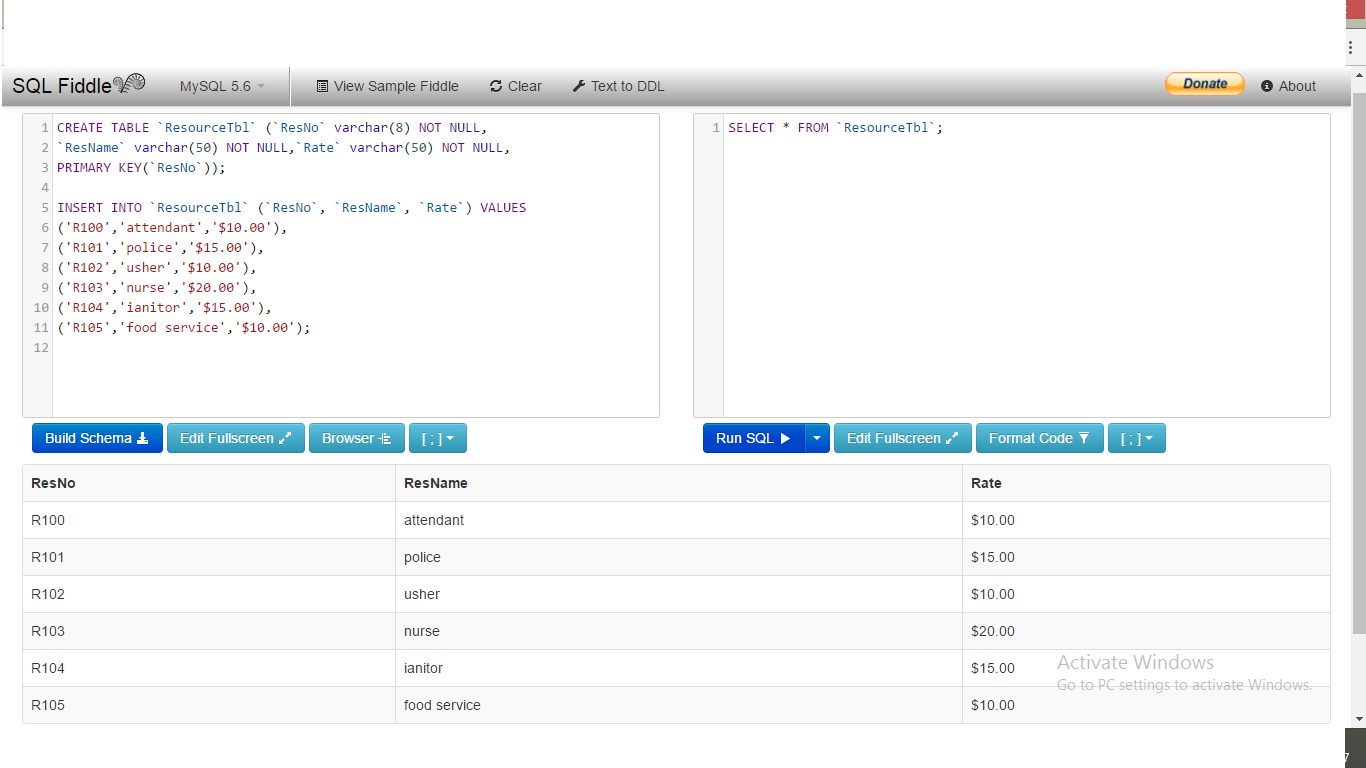 SQL Fiddle
MySQL 5.6
View Sample Fiddle
Clear
Text to DDL
Donate
About
1 CREATE TABLE `ResourceTbl` (`ResNo` varchar(8) NOT NULL,
2 `ResName` varchar(50) NOT NULL,`Rate` varchar(50) NOT NULL,
3 PRIMARY KEY(`ResNo`));
4
5 INSERT INTO `ResourceTbl` (`ResNo`, `ResName`, `Rate`) VALUES
6 ('R100','attendant','$10.00'),
7 ('R101','police','$15.00'),
8 ('R102','usher','$10.00'),
9 ('R103','nurse','$20.00'),
10 ('R104','ianitor','$15.00'),
11 ('R105','food service','$10.00');
12
1 SELECT * FROM `ResourceTbl`;
Build Schema
Edit Fullscreen
Browser
[ ; ]
Run SQL
Edit Fullscreen
Format Code
[ ; ]
ResNo ResName Rate
R100 attendant $10.00
R101 police $15.00
R102 usher $10.00
R103 nurse $20.00
R104 ianitor $15.00
R105 food service $10.00
Activate Windows
Go to PC settings to activate Windows.
7